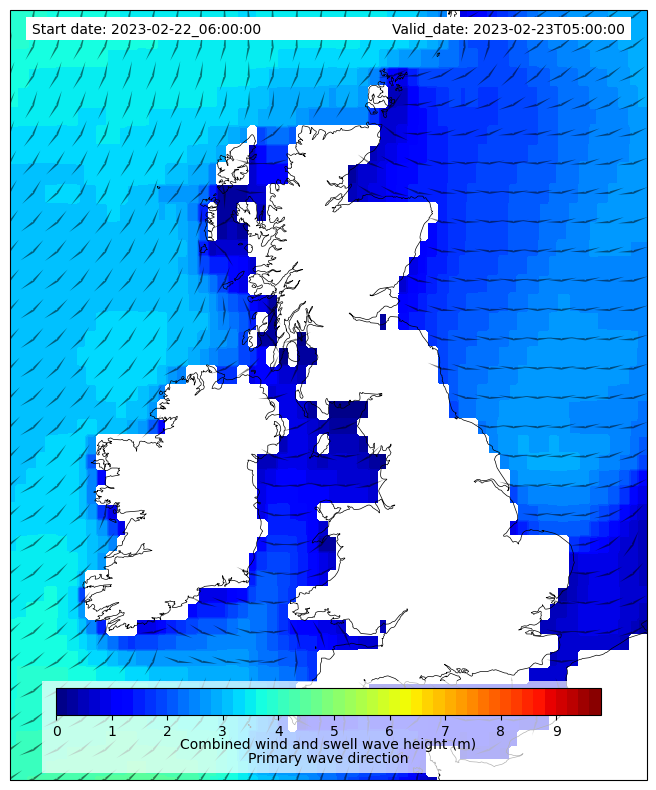 Start date: 2023-02-22_06:00:00
Valid_date: 2023-02-23T05:00:00
0 1 2 3 4 5 6 7 8 9
Combined wind and swell wave height (m)
Primary wave direction